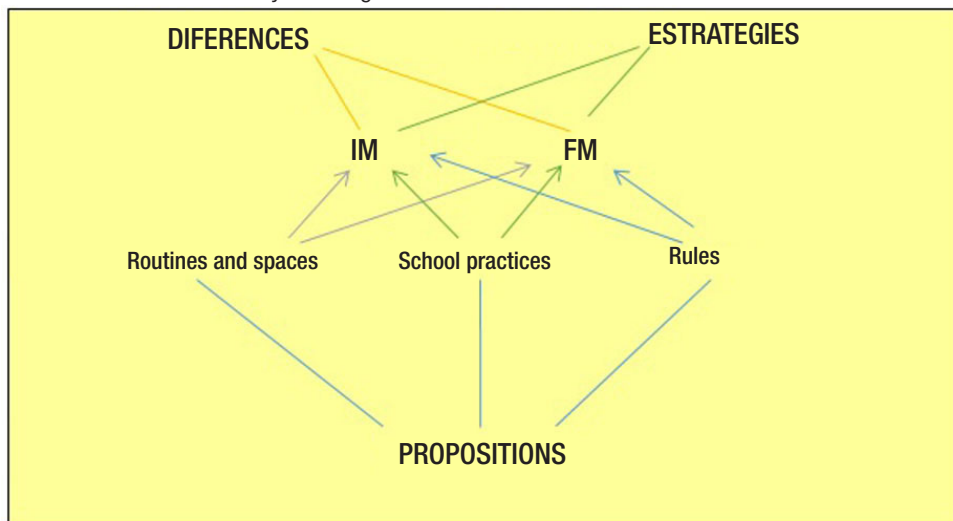 DIFERENCES
ESTRATEGIES
IM
FM
Routines and spaces
School practices
Rules
PROPOSITIONS